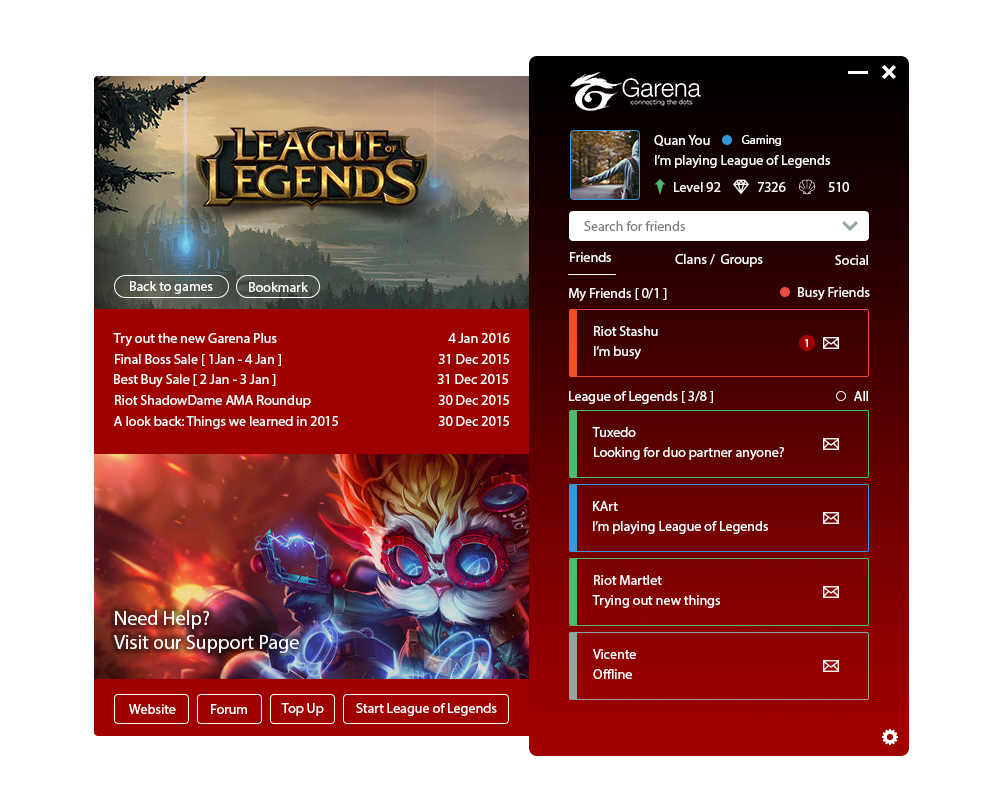 LEAGUE OF
LEGENDS
Back to games
Bookmark
Try out the new Garena Plus 4 Jan 2016
Final Boss Sale [ 1Jan - 4 Jan ] 31 Dec 2015
Best Buy Sale [ 2 Jan - 3 Jan ] 31 Dec 2015
Riot ShadowDame AMA Roundup 30 Dec 2015
A look back: Things we learned in 2015 30 Dec 2015
Need Help?
Visit our Support Page
Website
Forum
Top Up
Start League of Legends
Garena
connecting the dots
Quan You Gaming
I'm playing League of Legends
Level 92 7326 510
Search for friends
Friends Clans / Groups Social
My Friends [ 0/1 ] Busy Friends
Riot Stashu
I'm busy
1
League of Legends [ 3/8 ] All
Tuxedo
Looking for duo partner anyone?
KArt
I'm playing League of Legends
Riot Martlet
Trying out new things
Vicente
Offline